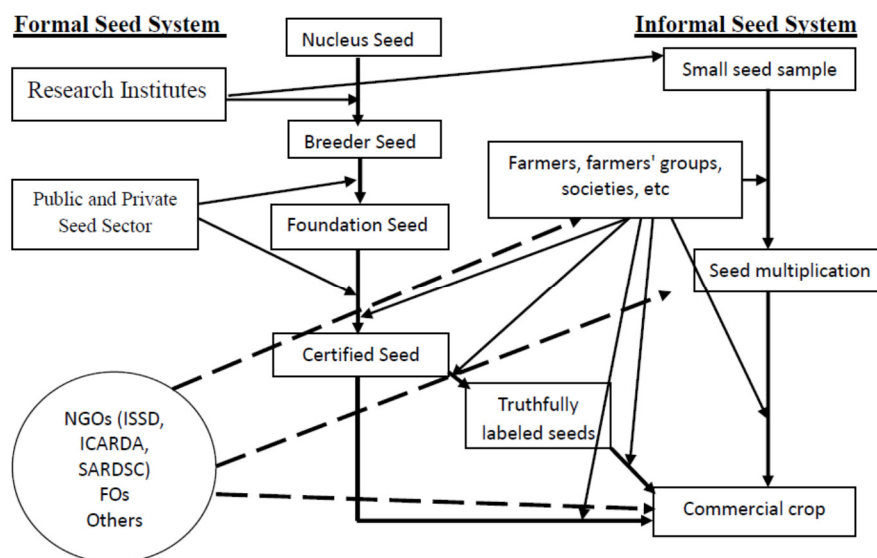 Formal Seed System
Informal Seed System
Nucleus Seed
Small seed sample
Research Institutes
Breeder Seed
Farmers, farmers' groups,
societies, etc
Public and Private
Seed Sector
Foundation Seed
Seed multiplication
Certified Seed
Truthfully
labeled seeds
NGOs (ISSD,
ICARDA,
SARDSC)
FOs
Others
Commercial crop